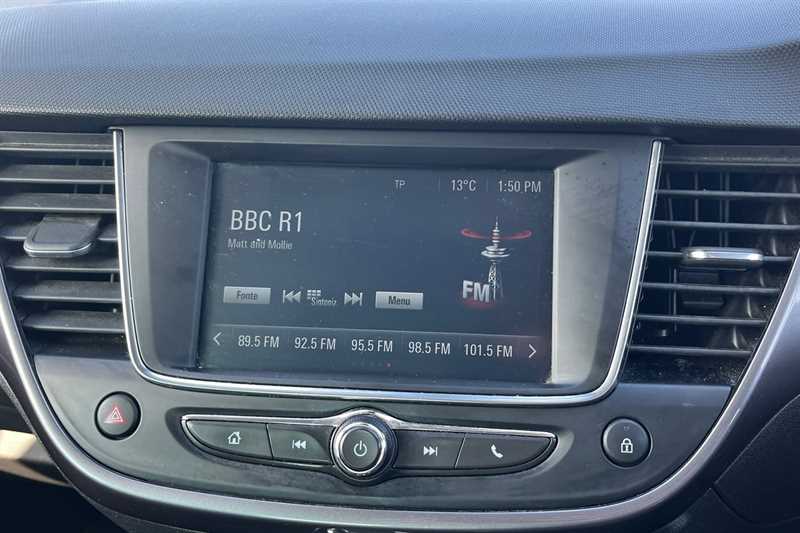 TP 13°C 1:50 PM
BBC R1
Matt and Mollie
FM
Fonte Sintoniz Menu
89.5 FM 92.5 FM 95.5 FM 98.5 FM 101.5 FM